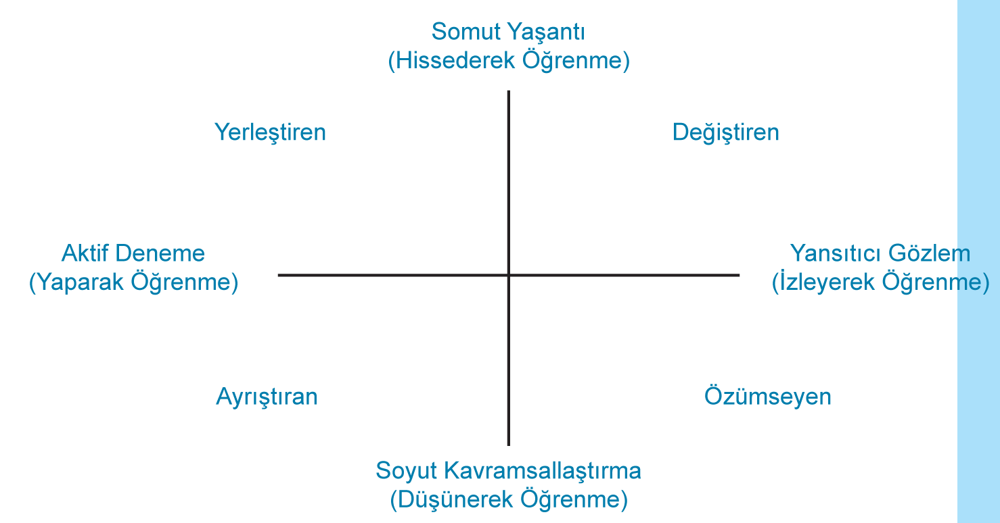 Somut Yaşantı
(Hissederek Öğrenme)
Yerleştiren
Değiştiren
Aktif Deneme
(Yaparak Öğrenme)
Yansıtıcı Gözlem
(İzleyerek Öğrenme)
Ayrıştıran
Özümseyen
Soyut Kavramsallaştırma
(Düşünerek Öğrenme)